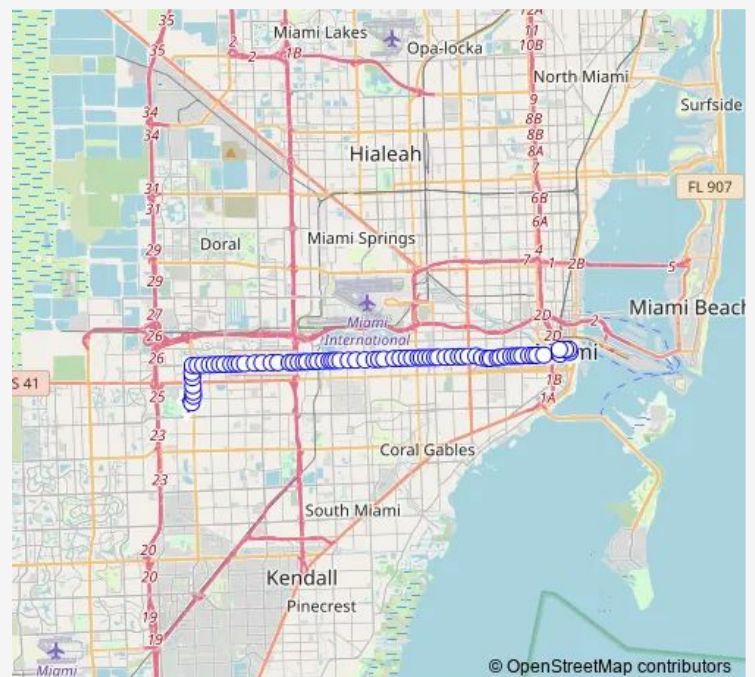 35
35
2
2
1B
Miami Lakes
Opa-locka
12A
11
10B
North Miami
9
8B
8B
8A
7
Surfside
34
34
Hialeah
31
31
6B
6A
FL 907
Doral
Miami Springs
29
29
7
4
1
2B
5
27
26
26
Miami
International
2D
2
2D
Miami Beach
mi
S 41
25
1B
1A
23
Coral Gables
23
South Miami
20
20
Kendall
Pinecrest
19
19
Miami
© OpenStreetMap contributors